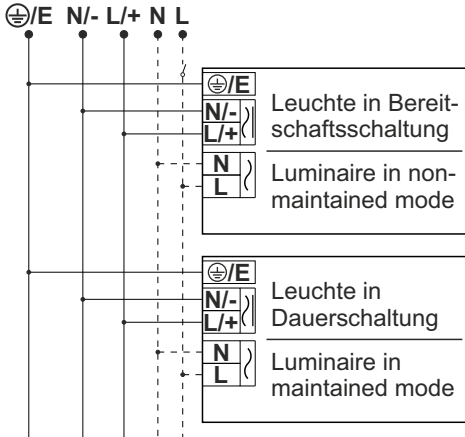 ⏚/E N/- L/+ N L
⏚/E
N/-
L/+
N
L
Leuchte in Bereit-
schaftsschaltung
Luminaire in non-
maintained mode
⏚/E
N/-
L/+
N
L
Leuchte in
Dauerschaltung
Luminaire in
maintained mode